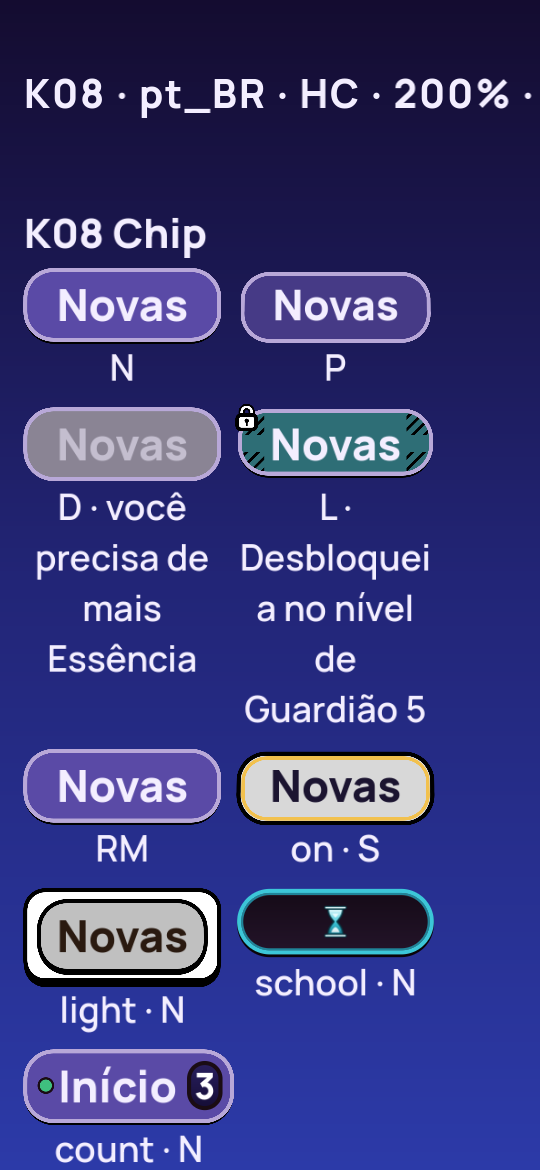 K08 · pt_BR · HC · 200% ·
K08 Chip
Novas
N
Novas
P
Novas
D · você
precisa de
mais
Essência
Novas
L ·
Desbloquei
a no nível
de
Guardião 5
Novas
RM
Novas
on · S
Novas
light · N
school · N
Início 3
count · N